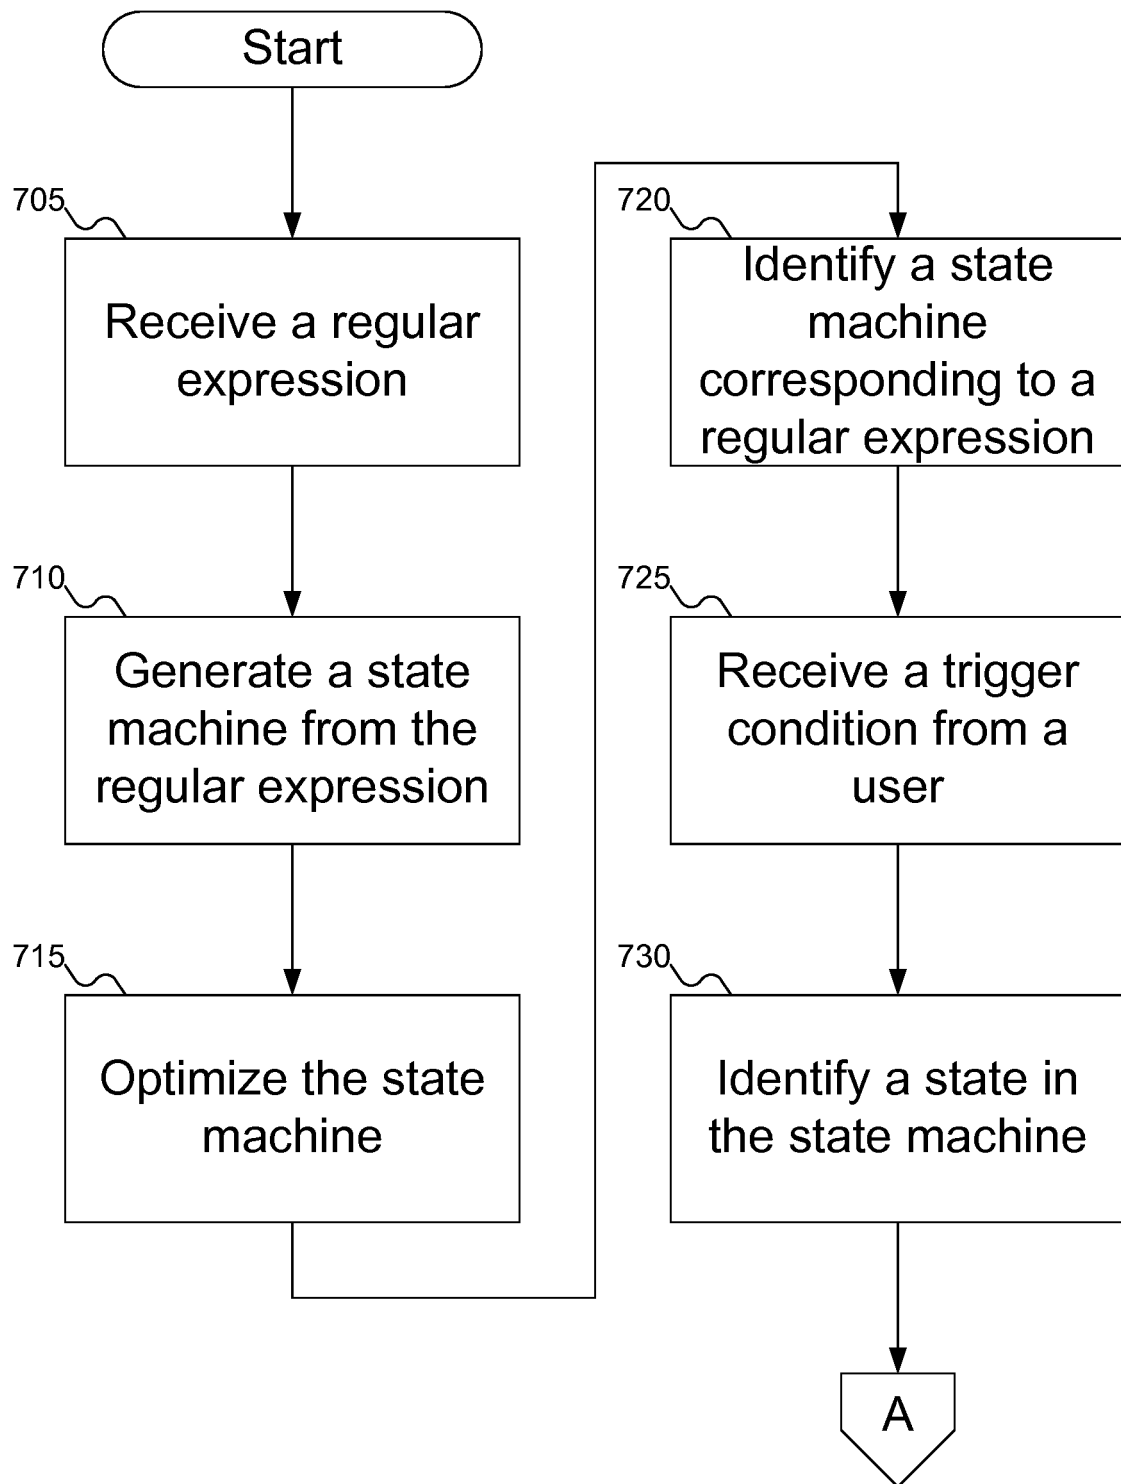 Start
705
Receive a regular
expression
710
Generate a state
machine from the
regular expression
715
Optimize the state
machine
720
Identify a state
machine
corresponding to a
regular expression
725
Receive a trigger
condition from a
user
730
Identify a state in
the state machine
A